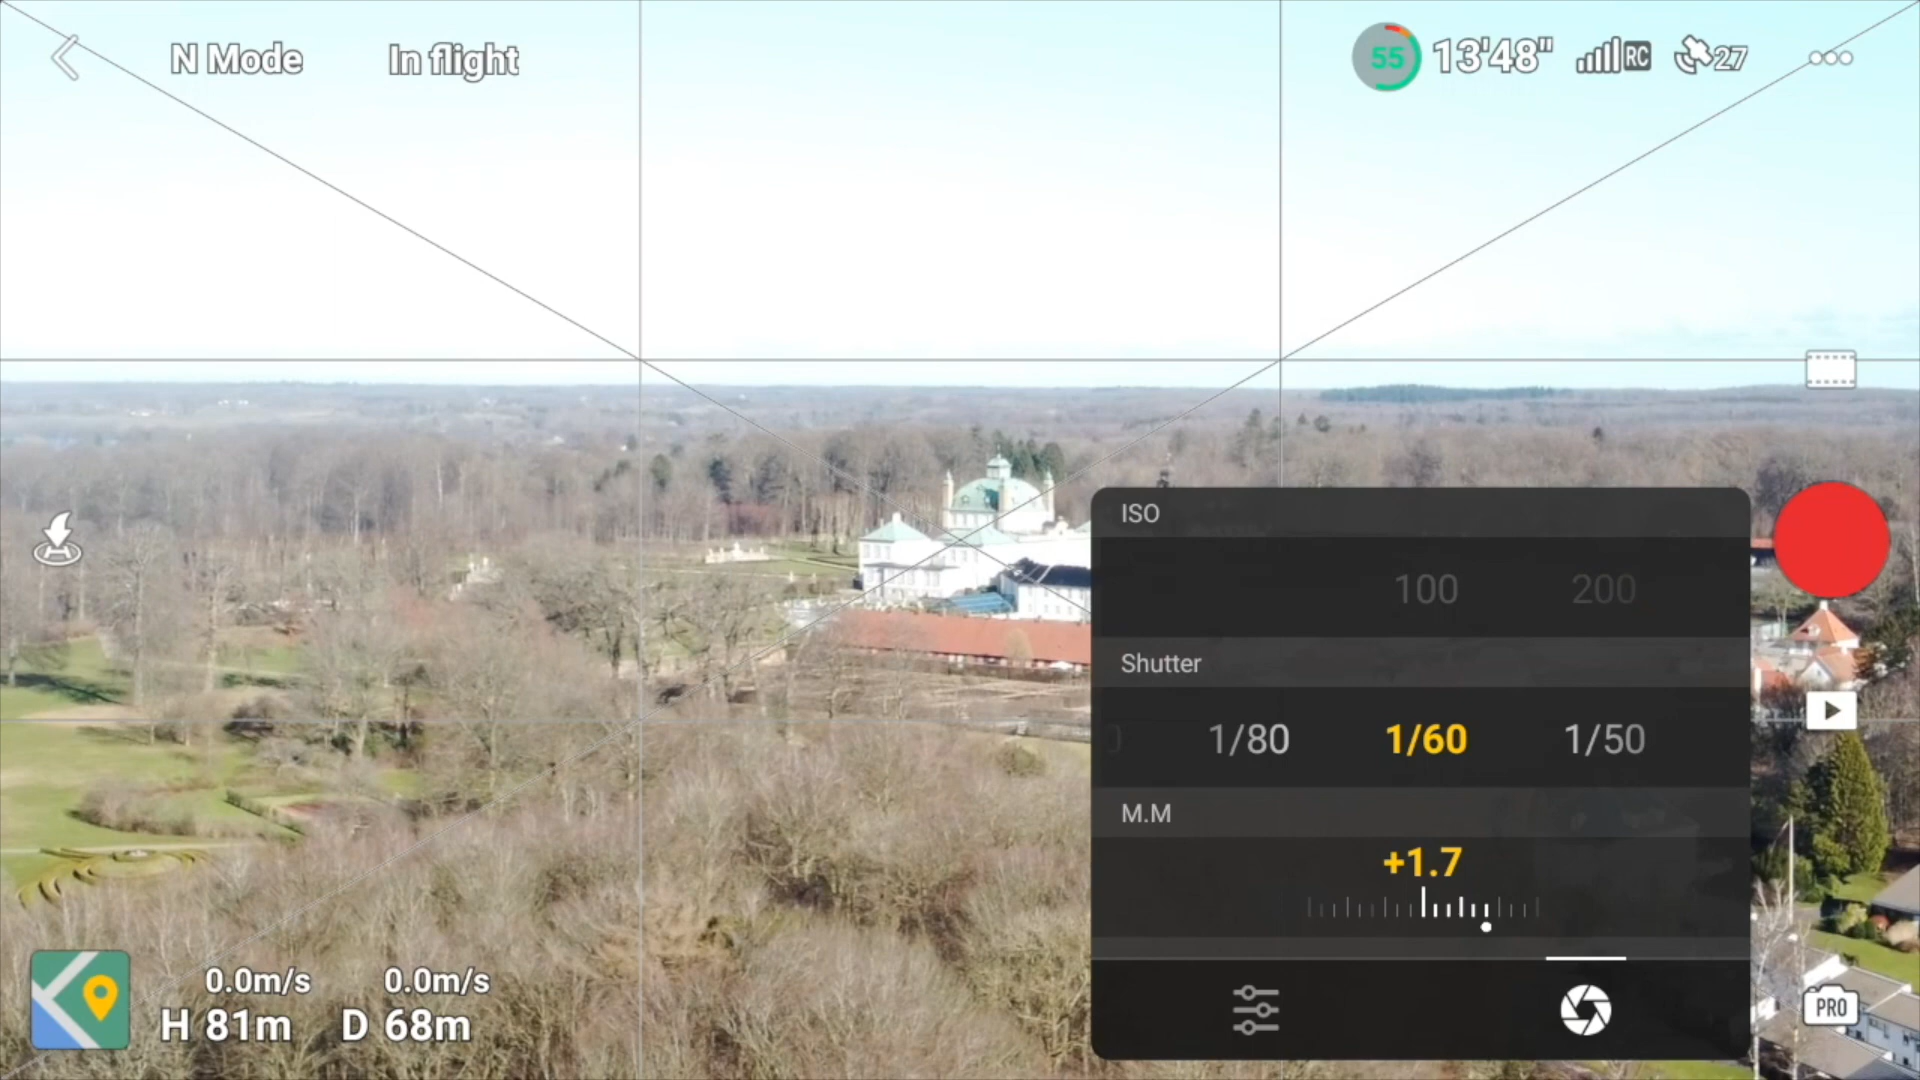 N Mode In flight 55 13'48" RC 27
ISO
100 200
Shutter
1/80 1/60 1/50
M.M
+1.7
0.0m/s 0.0m/s
H 81m D 68m
PRO